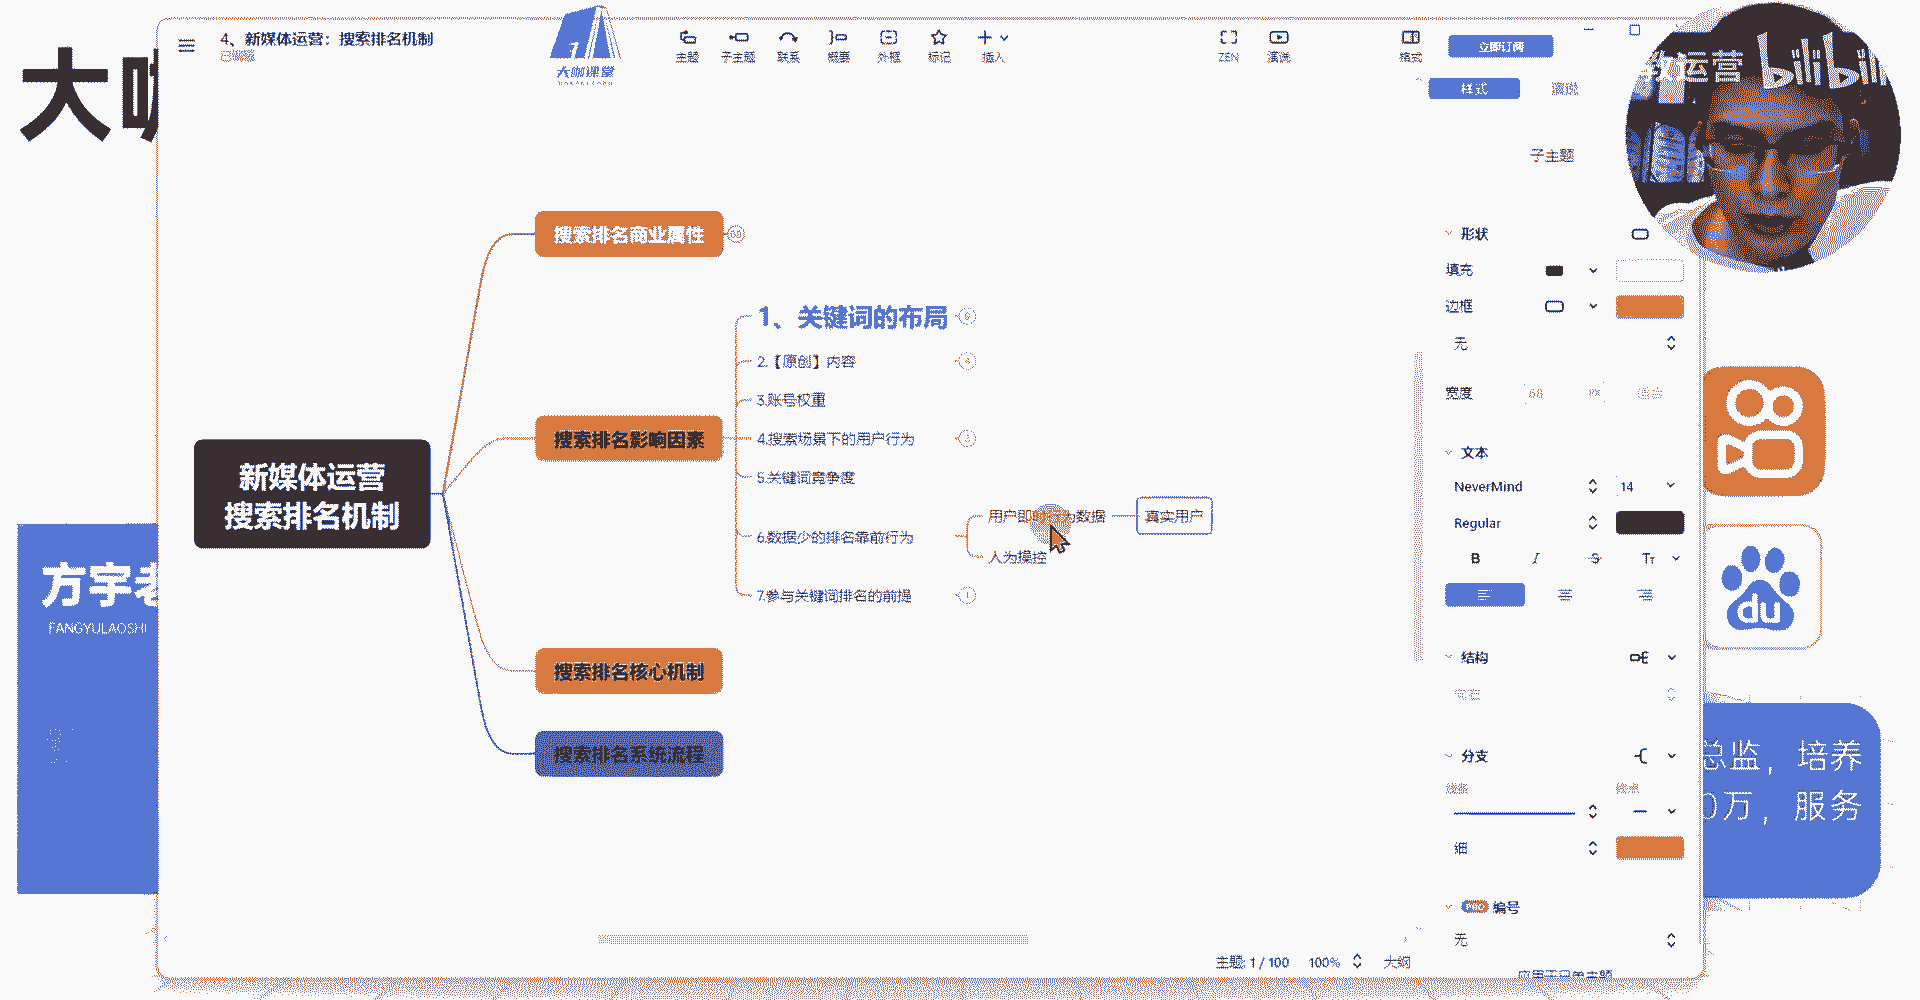 4、新媒体运营：搜索排名机制
已编辑
大咖课堂
主题
子主题
联系
概要
外框
标记
插入
ZEN
演说
格式
立即订阅
样式
演说
运营 bilibili
大
子主题
搜索排名商业属性
形状
填充
边框
无
1、关键词的布局
2.【原创】内容
3.账号权重
4.搜索场景下的用户行为
5.关键词竞争度
6.数据少的排名靠前行为
7.参与关键词排名的前提
用户即时行为数据
真实用户
人为操控
搜索排名影响因素
新媒体运营
搜索排名机制
搜索排名核心机制
搜索排名系统流程
宽度
68
PX
文本
NeverMind
14
Regular
B
I
S
TT
结构
分支
细
PRO 编号
无
方宇老
FANGYULAOSHI
du
总监，培养
0万，服务
主题: 1 / 100
100%
大纲